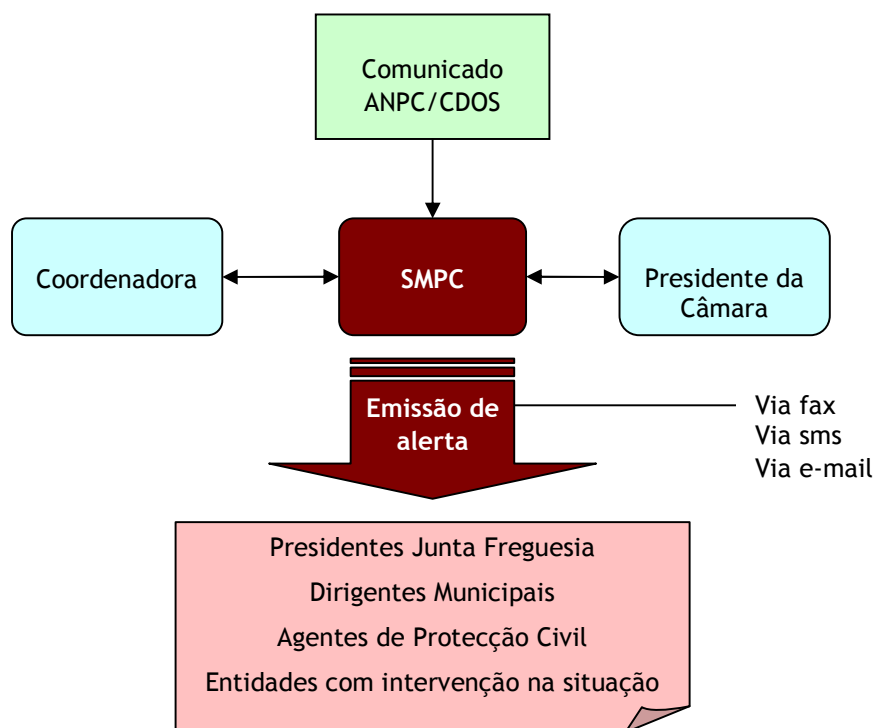 Comunicado
ANPC/CDOS
Coordenadora
SMPC
Presidente da
Câmara
Emissão de
alerta
Via fax
Via sms
Via e-mail
Presidentes Junta Freguesia
Dirigentes Municipais
Agentes de Protecção Civil
Entidades com intervenção na situação